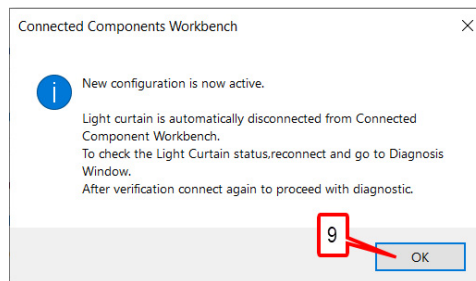 Connected Components Workbench
New configuration is now active.
Light curtain is automatically disconnected from Connected
Component Workbench.
To check the Light Curtain status,reconnect and go to Diagnosis
Window.
After verification connect again to proceed with diagnostic.
9
OK